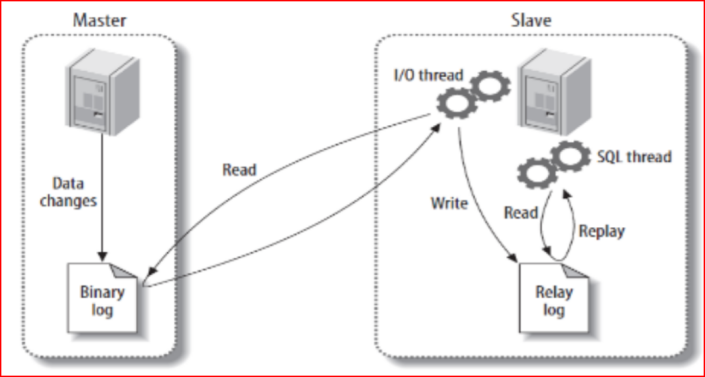 Master
Slave
I/O thread
Read
Data
changes
SQL thread
Write
Read
Replay
Binary
log
Relay
log